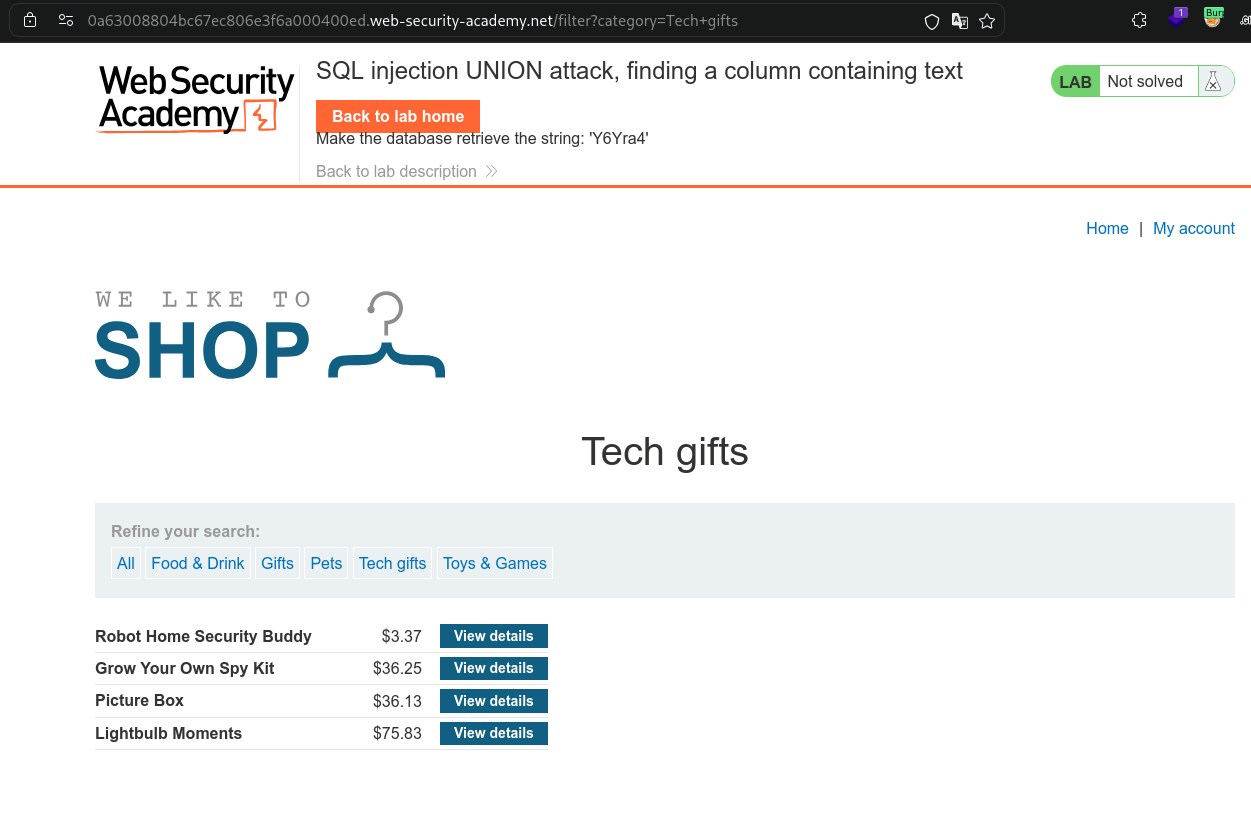 0a63008804bc67ec806e3f6a000400ed.web-security-academy.net/filter?category=Tech+gifts
1
Web Security
Academy
SQL injection UNION attack, finding a column containing text
Back to lab home
Make the database retrieve the string: 'Y6Yra4'
Back to lab description
LAB Not solved
Home | My account
WE LIKE TO
SHOP
Tech gifts
Refine your search:
All Food & Drink Gifts Pets Tech gifts Toys & Games
Robot Home Security Buddy $3.37 View details
Grow Your Own Spy Kit $36.25 View details
Picture Box $36.13 View details
Lightbulb Moments $75.83 View details